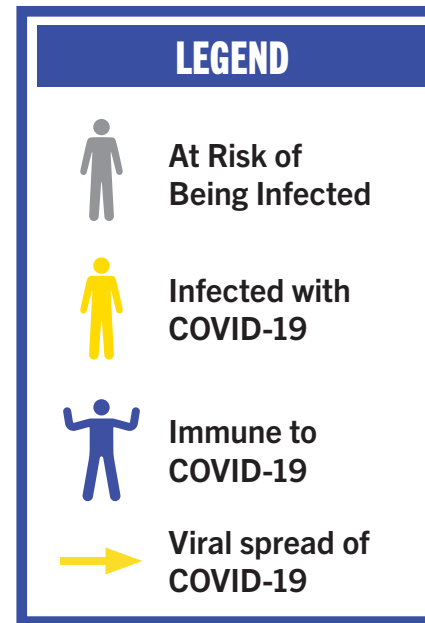 LEGEND
At Risk of
Being Infected
Infected with
COVID-19
Immune to
COVID-19
Viral spread of
COVID-19